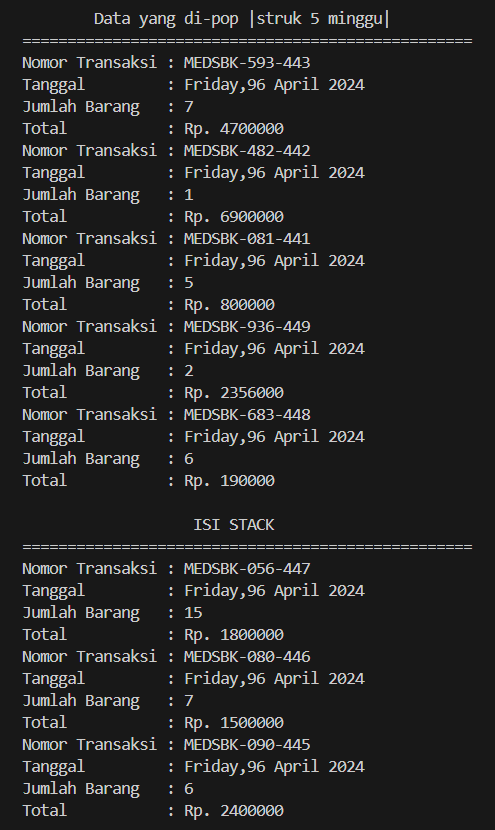 Data yang di-pop |struk 5 minggu|
==================================================
Nomor Transaksi : MEDSBK-593-443
Tanggal         : Friday,96 April 2024
Jumlah Barang   : 7
Total           : Rp. 4700000
Nomor Transaksi : MEDSBK-482-442
Tanggal         : Friday,96 April 2024
Jumlah Barang   : 1
Total           : Rp. 6900000
Nomor Transaksi : MEDSBK-081-441
Tanggal         : Friday,96 April 2024
Jumlah Barang   : 5
Total           : Rp. 800000
Nomor Transaksi : MEDSBK-936-449
Tanggal         : Friday,96 April 2024
Jumlah Barang   : 2
Total           : Rp. 2356000
Nomor Transaksi : MEDSBK-683-448
Tanggal         : Friday,96 April 2024
Jumlah Barang   : 6
Total           : Rp. 190000
ISI STACK
==================================================
Nomor Transaksi : MEDSBK-056-447
Tanggal         : Friday,96 April 2024
Jumlah Barang   : 15
Total           : Rp. 1800000
Nomor Transaksi : MEDSBK-080-446
Tanggal         : Friday,96 April 2024
Jumlah Barang   : 7
Total           : Rp. 1500000
Nomor Transaksi : MEDSBK-090-445
Tanggal         : Friday,96 April 2024
Jumlah Barang   : 6
Total           : Rp. 2400000